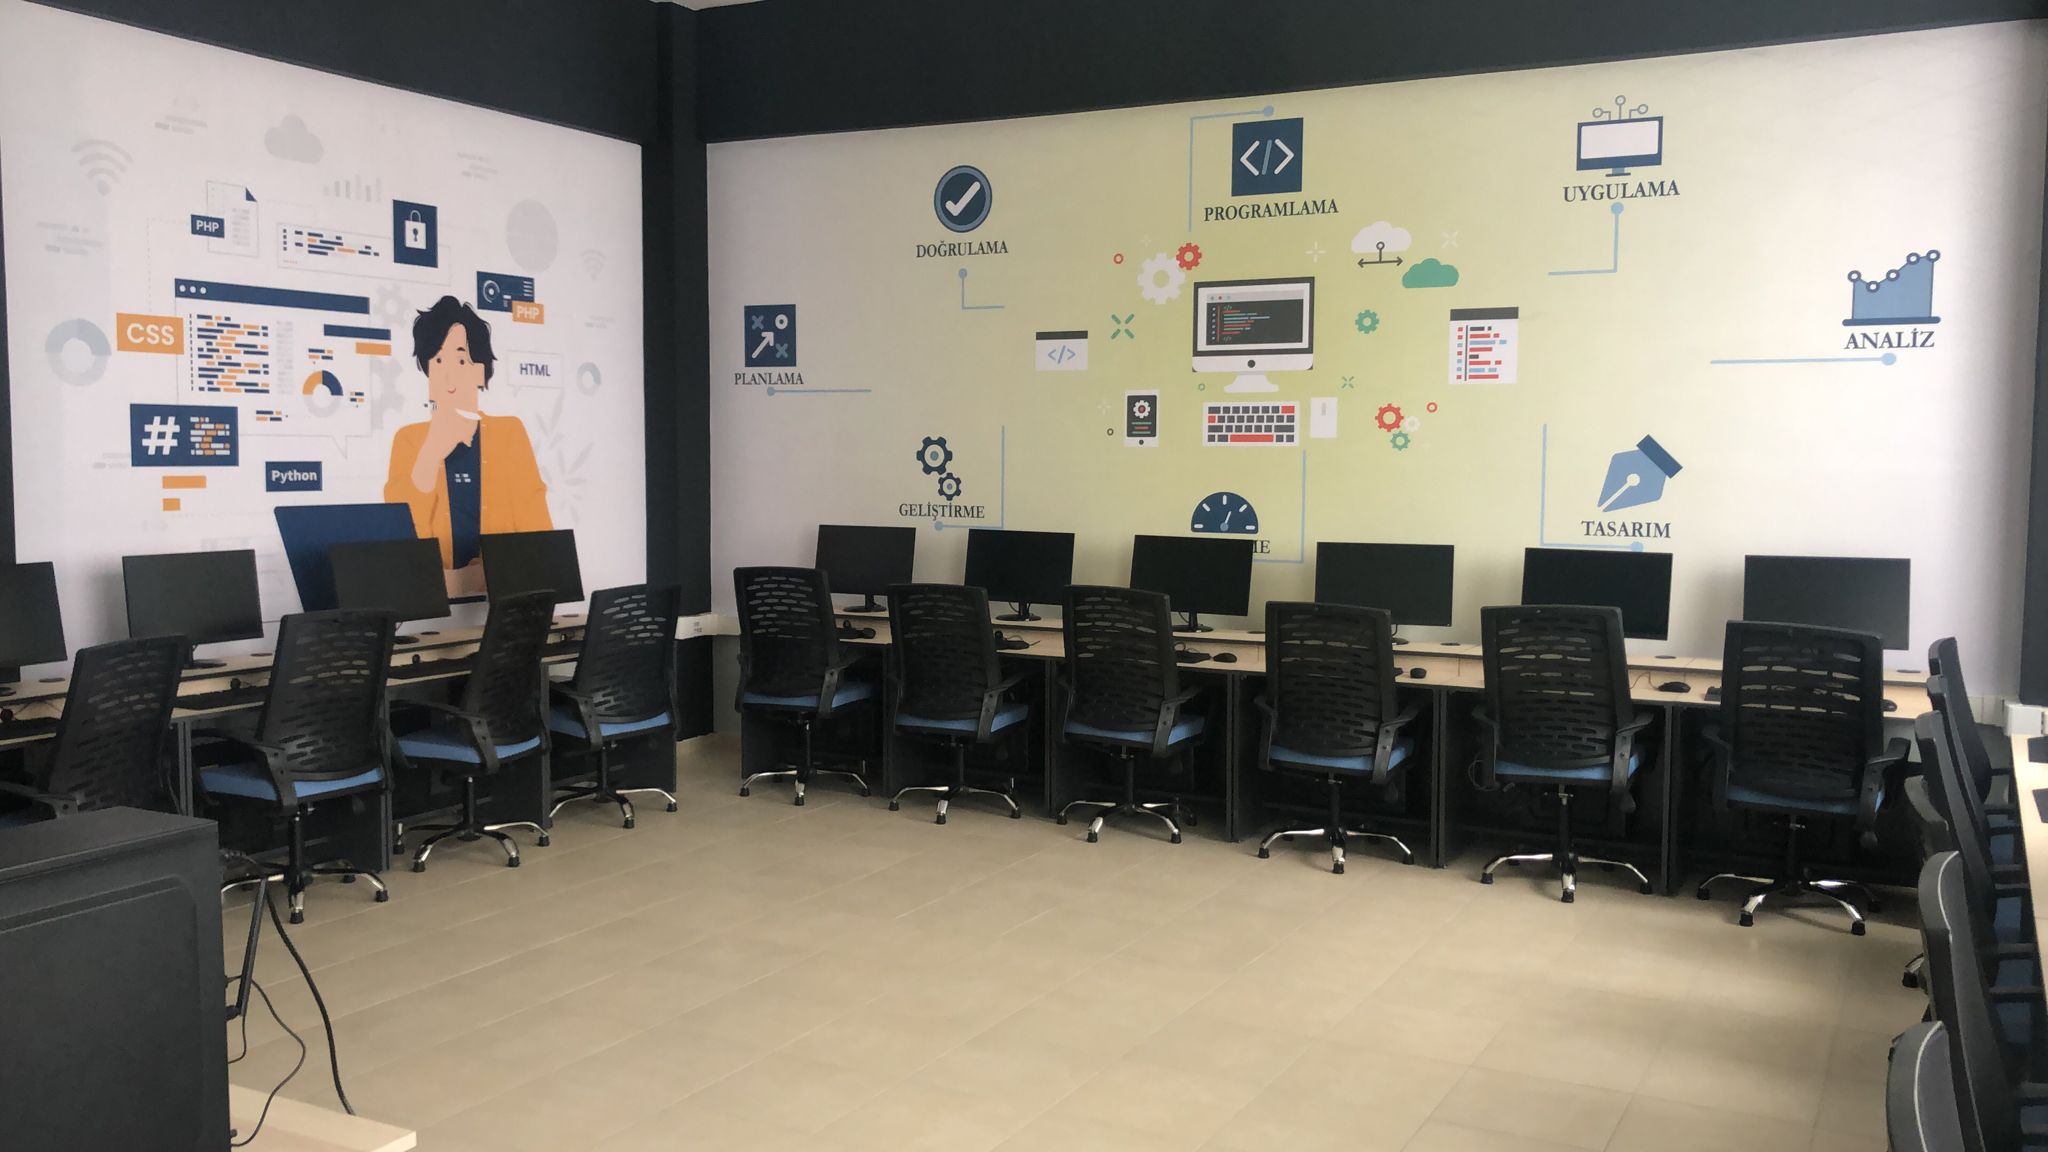 PHP
PHP
CSS
HTML
#
Python
</>
PROGRAMLAMA
UYGULAMA
DOĞRULAMA
ANALİZ
PLANLAMA
</>
GELİŞTİRME
TASARIM